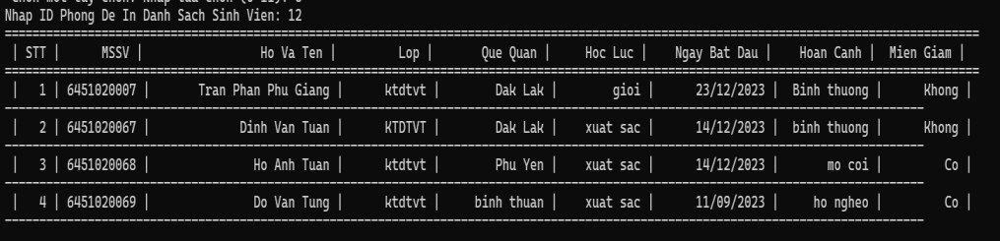 Nhap ID Phong De In Danh Sach Sinh Vien: 12
| STT | MSSV | Ho Va Ten | Lop | Que Quan | Hoc Luc | Ngay Bat Dau | Hoan Canh | Mien Giam |
| 1 | 6451020007 | Tran Phan Phu Giang | ktdtvt | Dak Lak | gioi | 23/12/2023 | Binh thuong | Khong |
| 2 | 6451020067 | Dinh Van Tuan | KTDTVT | Dak Lak | xuat sac | 14/12/2023 | binh thuong | Khong |
| 3 | 6451020068 | Ho Anh Tuan | ktdtvt | Phu Yen | xuat sac | 14/12/2023 | mo coi | Co |
| 4 | 6451020069 | Do Van Tung | ktdtvt | binh thuan | xuat sac | 11/09/2023 | ho ngheo | Co |